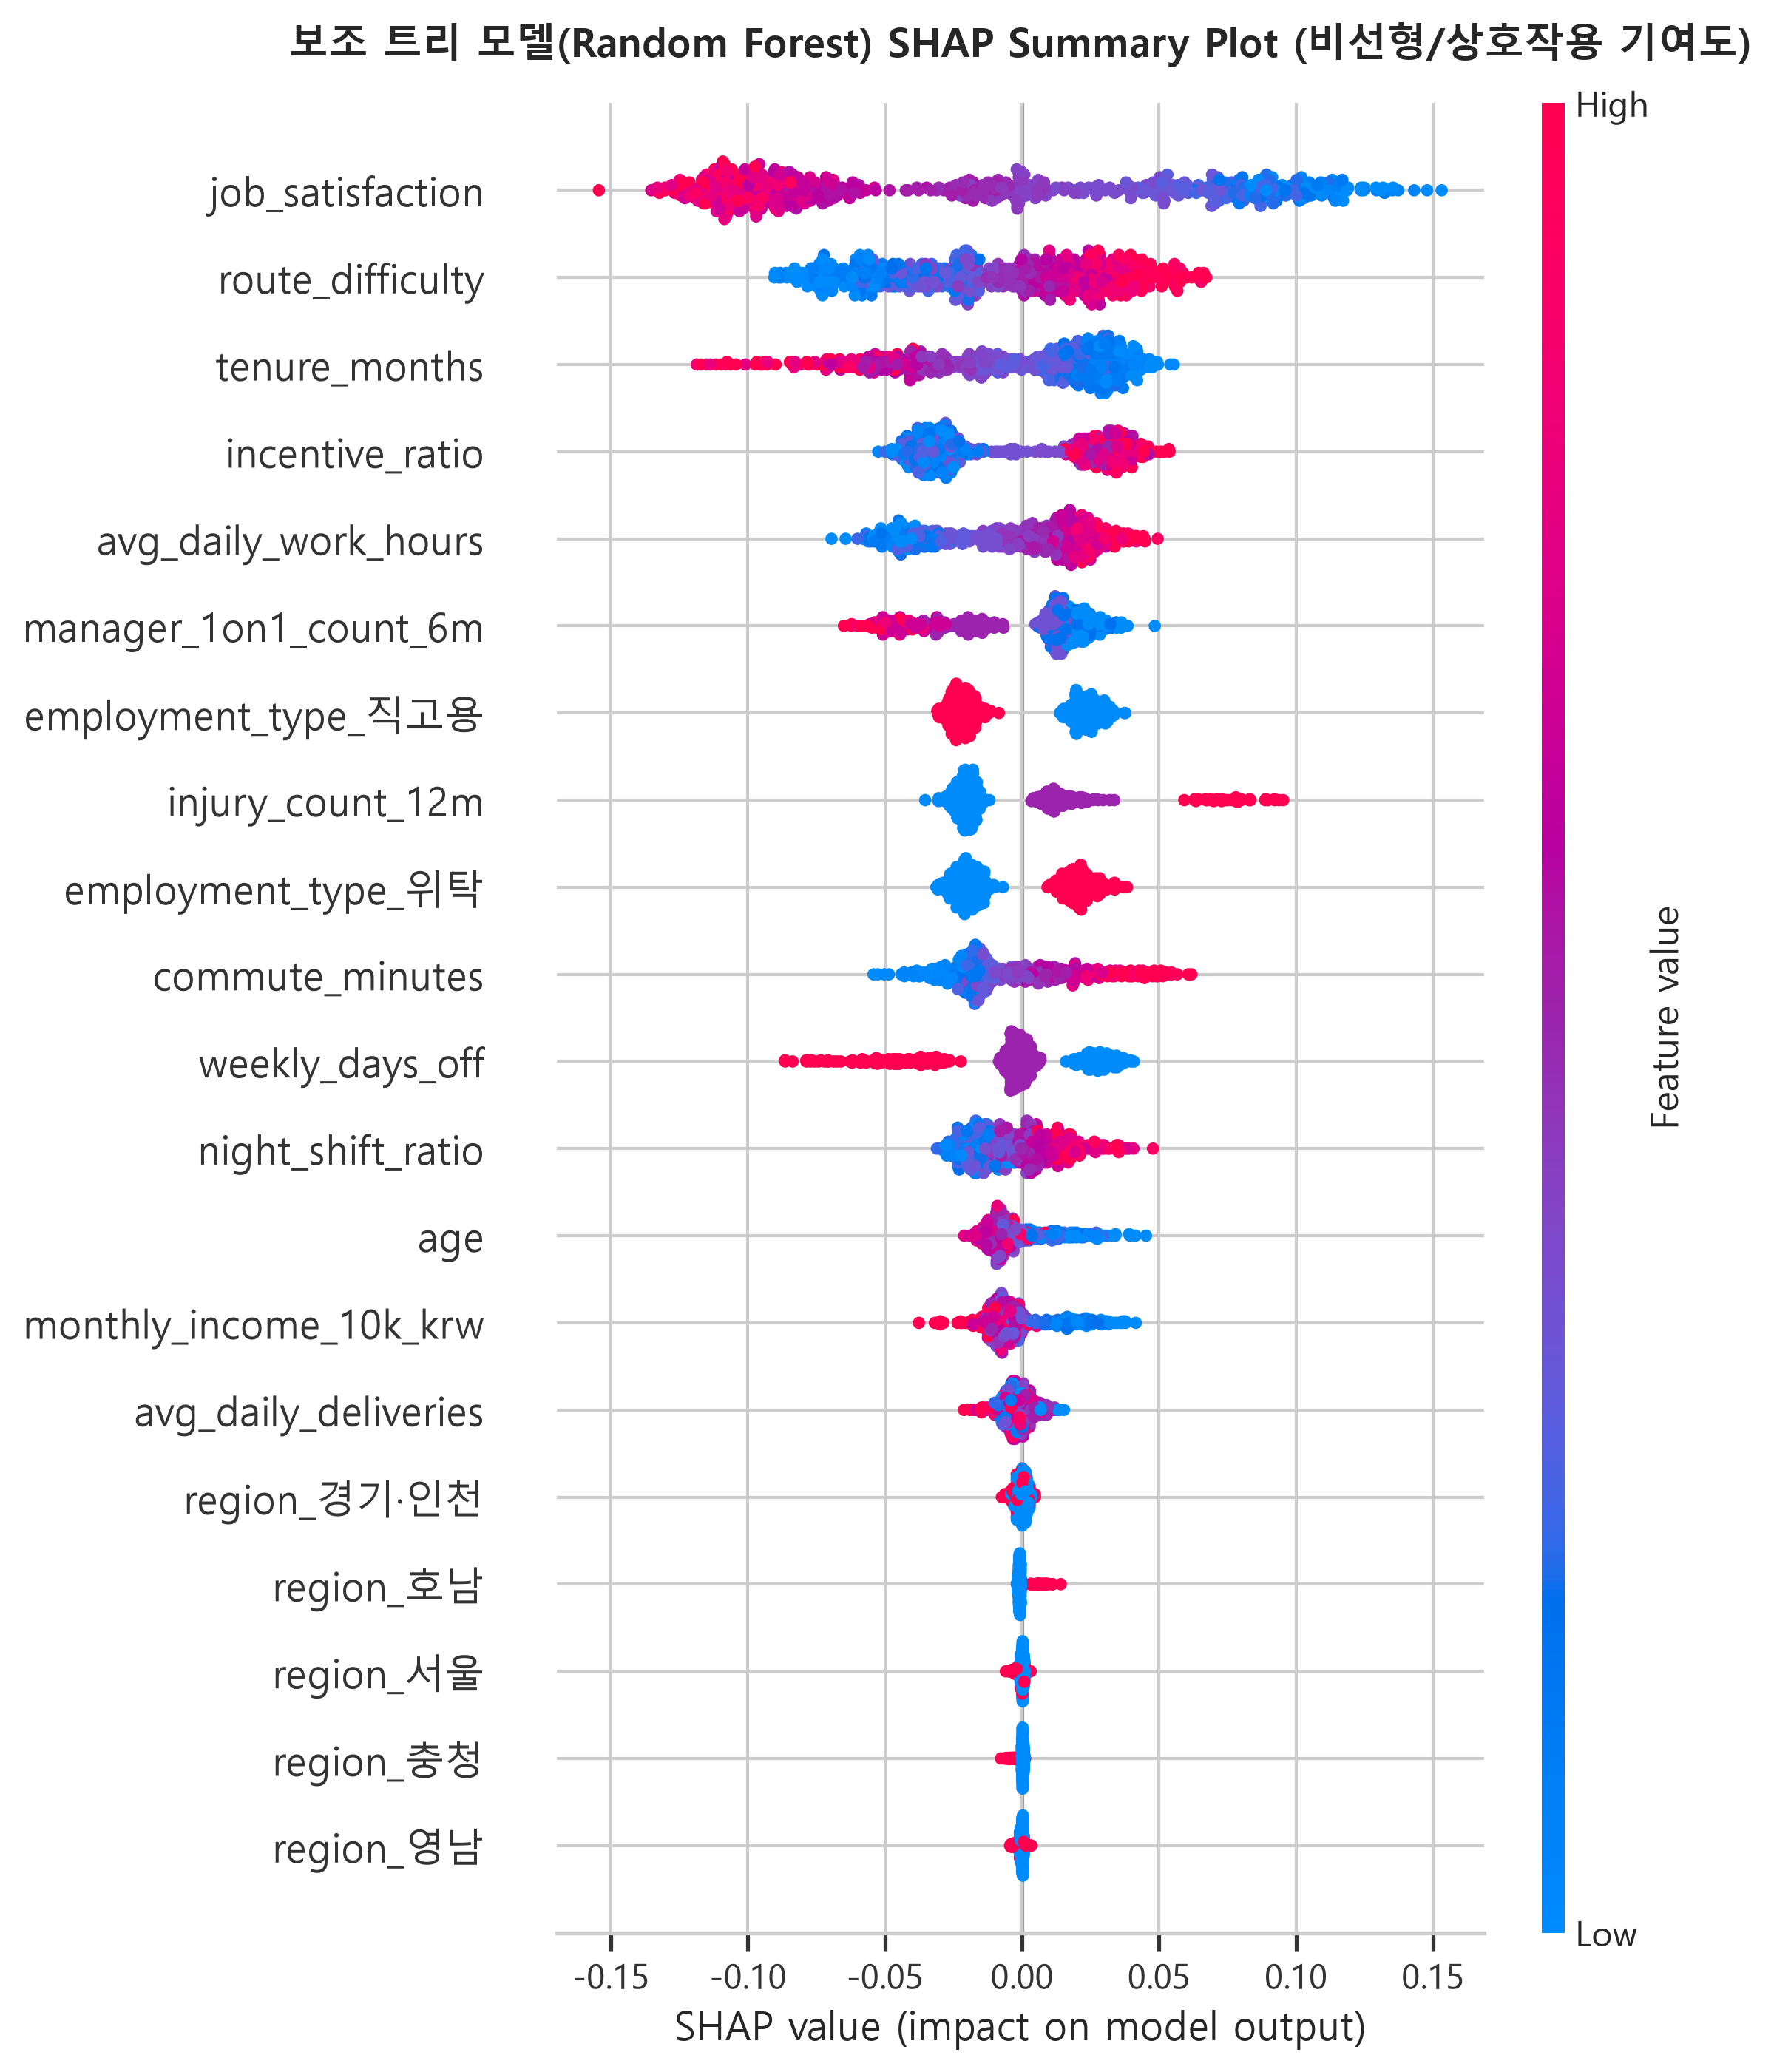 보조 트리 모델(Random Forest) SHAP Summary Plot (비선형/상호작용 기여도)
High
job_satisfaction
route_difficulty
tenure_months
incentive_ratio
avg_daily_work_hours
manager_1on1_count_6m
employment_type_직고용
injury_count_12m
employment_type_위탁
commute_minutes
weekly_days_off
night_shift_ratio
age
monthly_income_10k_krw
avg_daily_deliveries
region_경기·인천
region_호남
region_서울
region_충청
region_영남
Feature value
Low
-0.15 -0.10 -0.05 0.00 0.05 0.10 0.15
SHAP value (impact on model output)